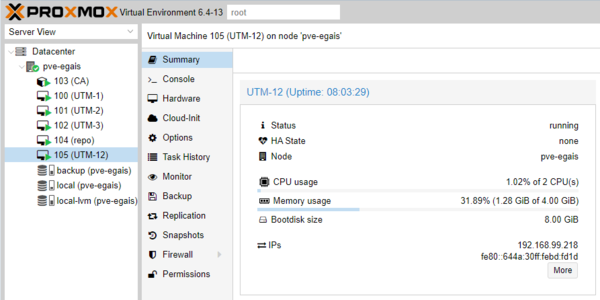 PROXMOX Virtual Environment 6.4-13 root
Server View
Datacenter
pve-egais
103 (CA)
100 (UTM-1)
101 (UTM-2)
102 (UTM-3)
104 (repo)
105 (UTM-12)
backup (pve-egais)
local (pve-egais)
local-lvm (pve-egais)
Virtual Machine 105 (UTM-12) on node 'pve-egais'
Summary
Console
Hardware
Cloud-Init
Options
Task History
Monitor
Backup
Replication
Snapshots
Firewall
Permissions
UTM-12 (Uptime: 08:03:29)
Status running
HA State none
Node pve-egais
CPU usage 1.02% of 2 CPU(s)
Memory usage 31.89% (1.28 GiB of 4.00 GiB)
Bootdisk size 8.00 GiB
IPs 192.168.99.218
fe80::644a:30ff:febd:fd1d
More